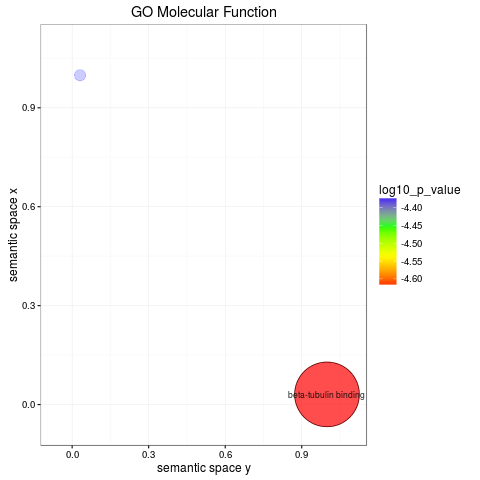 GO Molecular Function
semantic space x
0.9
0.6
0.3
0.0
beta-tubulin binding
0.0 0.3 0.6 0.9
semantic space y
log10_p_value
-4.40
-4.45
-4.50
-4.55
-4.60